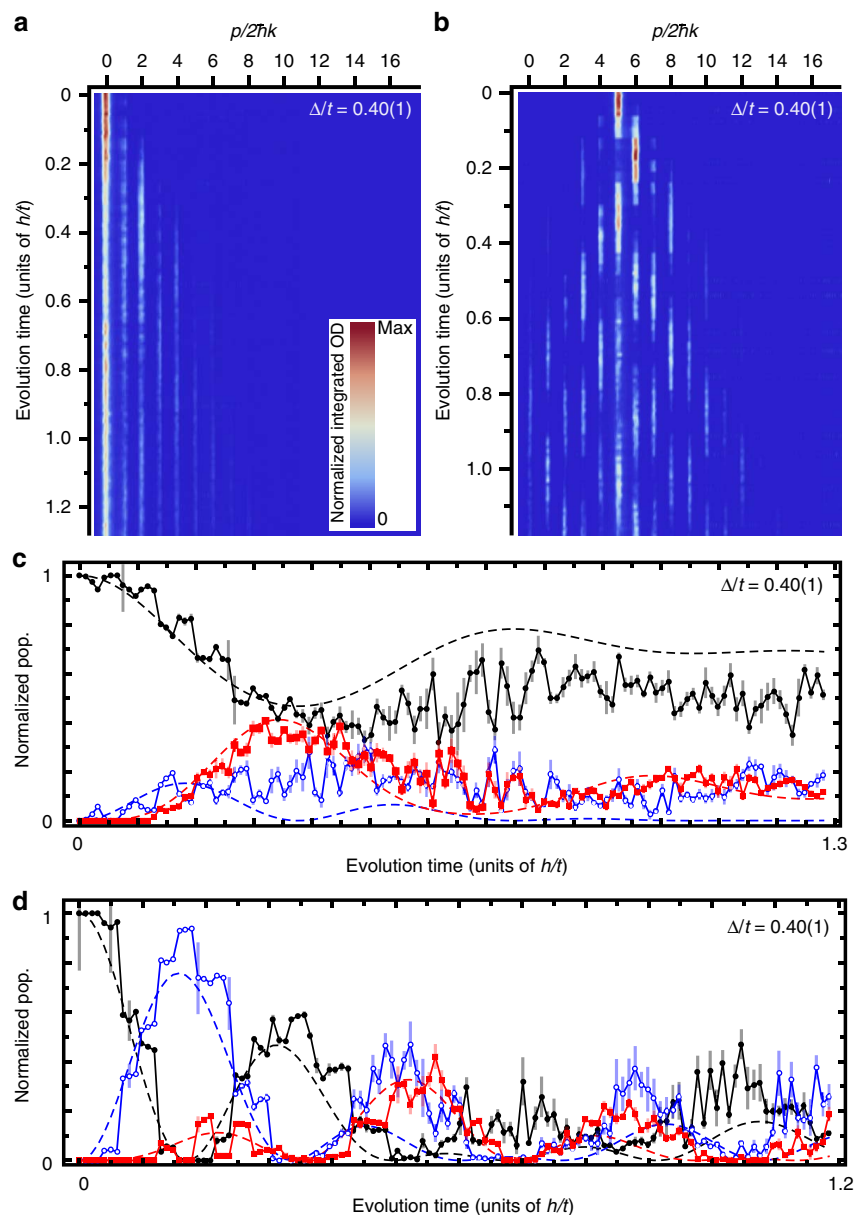 a
p/2ħk
0 2 4 6 8 10 12 14 16
Evolution time (units of h/t)
0
0.2
0.4
0.6
0.8
1.0
1.2
Δ/t = 0.40(1)
Normalized integrated OD
Max
0
b
p/2ħk
0 2 4 6 8 10 12 14 16
Evolution time (units of h/t)
0
0.2
0.4
0.6
0.8
1.0
Δ/t = 0.40(1)
c
Normalized pop.
1
0
Δ/t = 0.40(1)
0 1.3
Evolution time (units of h/t)
d
Normalized pop.
1
0
Δ/t = 0.40(1)
0 1.2
Evolution time (units of h/t)